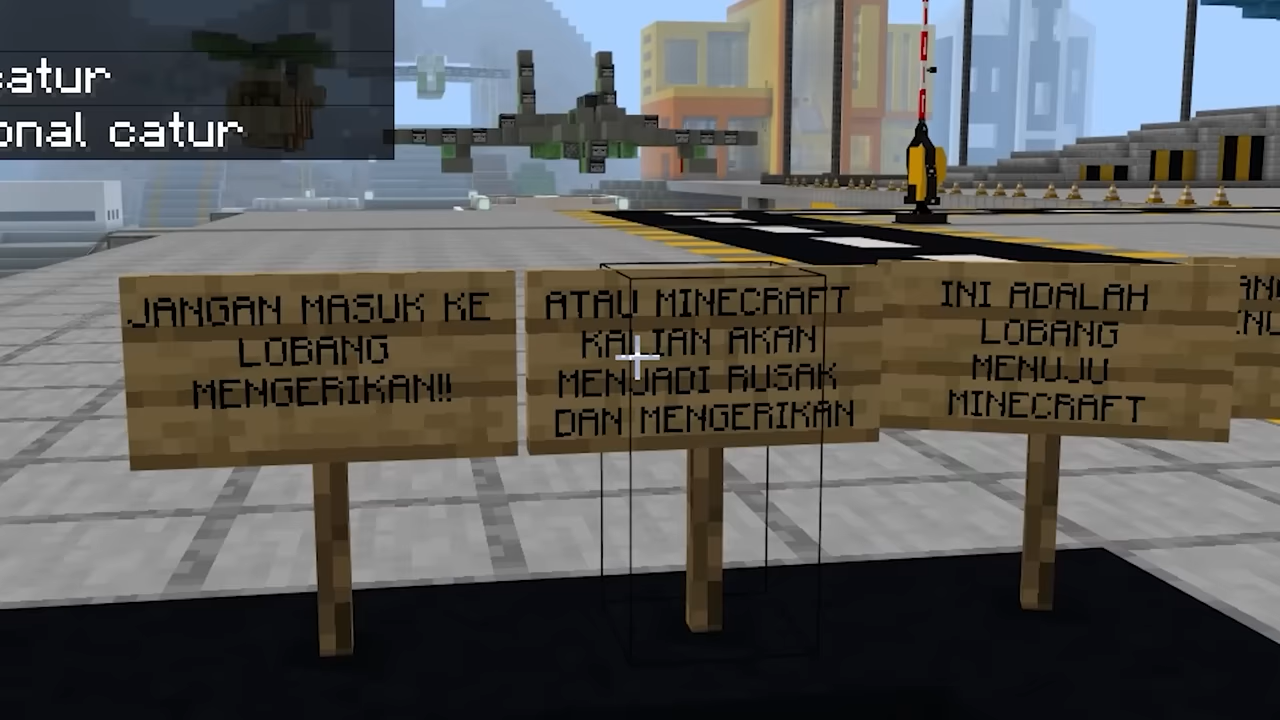 catur
onal catur
JANGAN MASUK KE
LOBANG
MENGERIKAN!!
ATAU MINECRAFT
KALIAN AKAN
MENJADI RUSAK
DAN MENGERIKAN
INI ADALAH
LOBANG
MENUJU
MINECRAFT